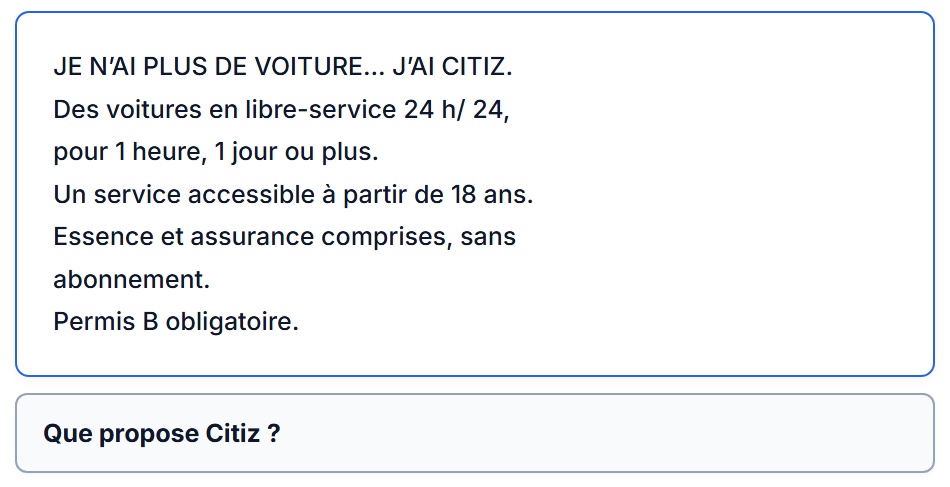 JE N’AI PLUS DE VOITURE... J’AI CITIZ.
Des voitures en libre-service 24 h/ 24,
pour 1 heure, 1 jour ou plus.
Un service accessible à partir de 18 ans.
Essence et assurance comprises, sans
abonnement.
Permis B obligatoire.
Que propose Citiz ?